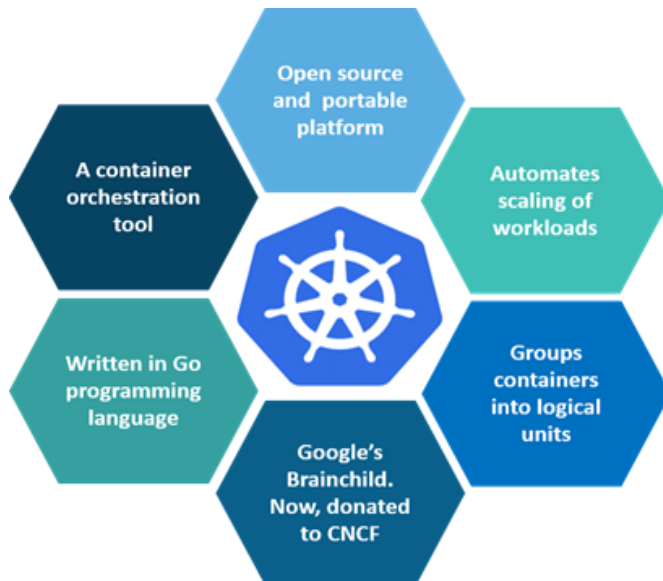 Open source
and portable
platform
A container
orchestration
tool
Automates
scaling of
workloads
Written in Go
programming
language
Groups
containers
into logical
units
Google's
Brainchild.
Now, donated
to CNCF